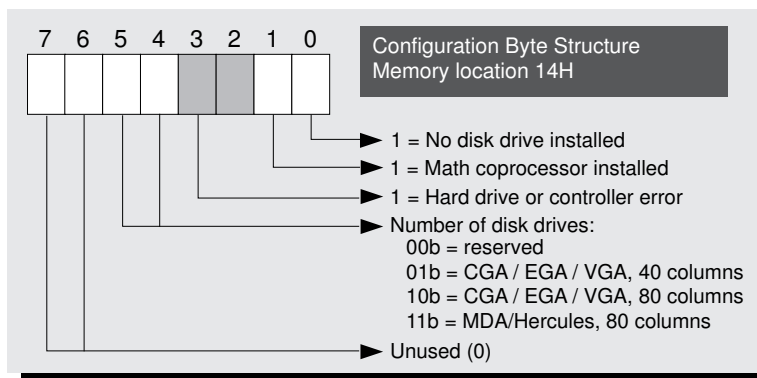 7 6 5 4 3 2 1 0
Configuration Byte Structure
Memory location 14H
1 = No disk drive installed
1 = Math coprocessor installed
1 = Hard drive or controller error
Number of disk drives:
00b = reserved
01b = CGA / EGA / VGA, 40 columns
10b = CGA / EGA / VGA, 80 columns
11b = MDA/Hercules, 80 columns
Unused (0)